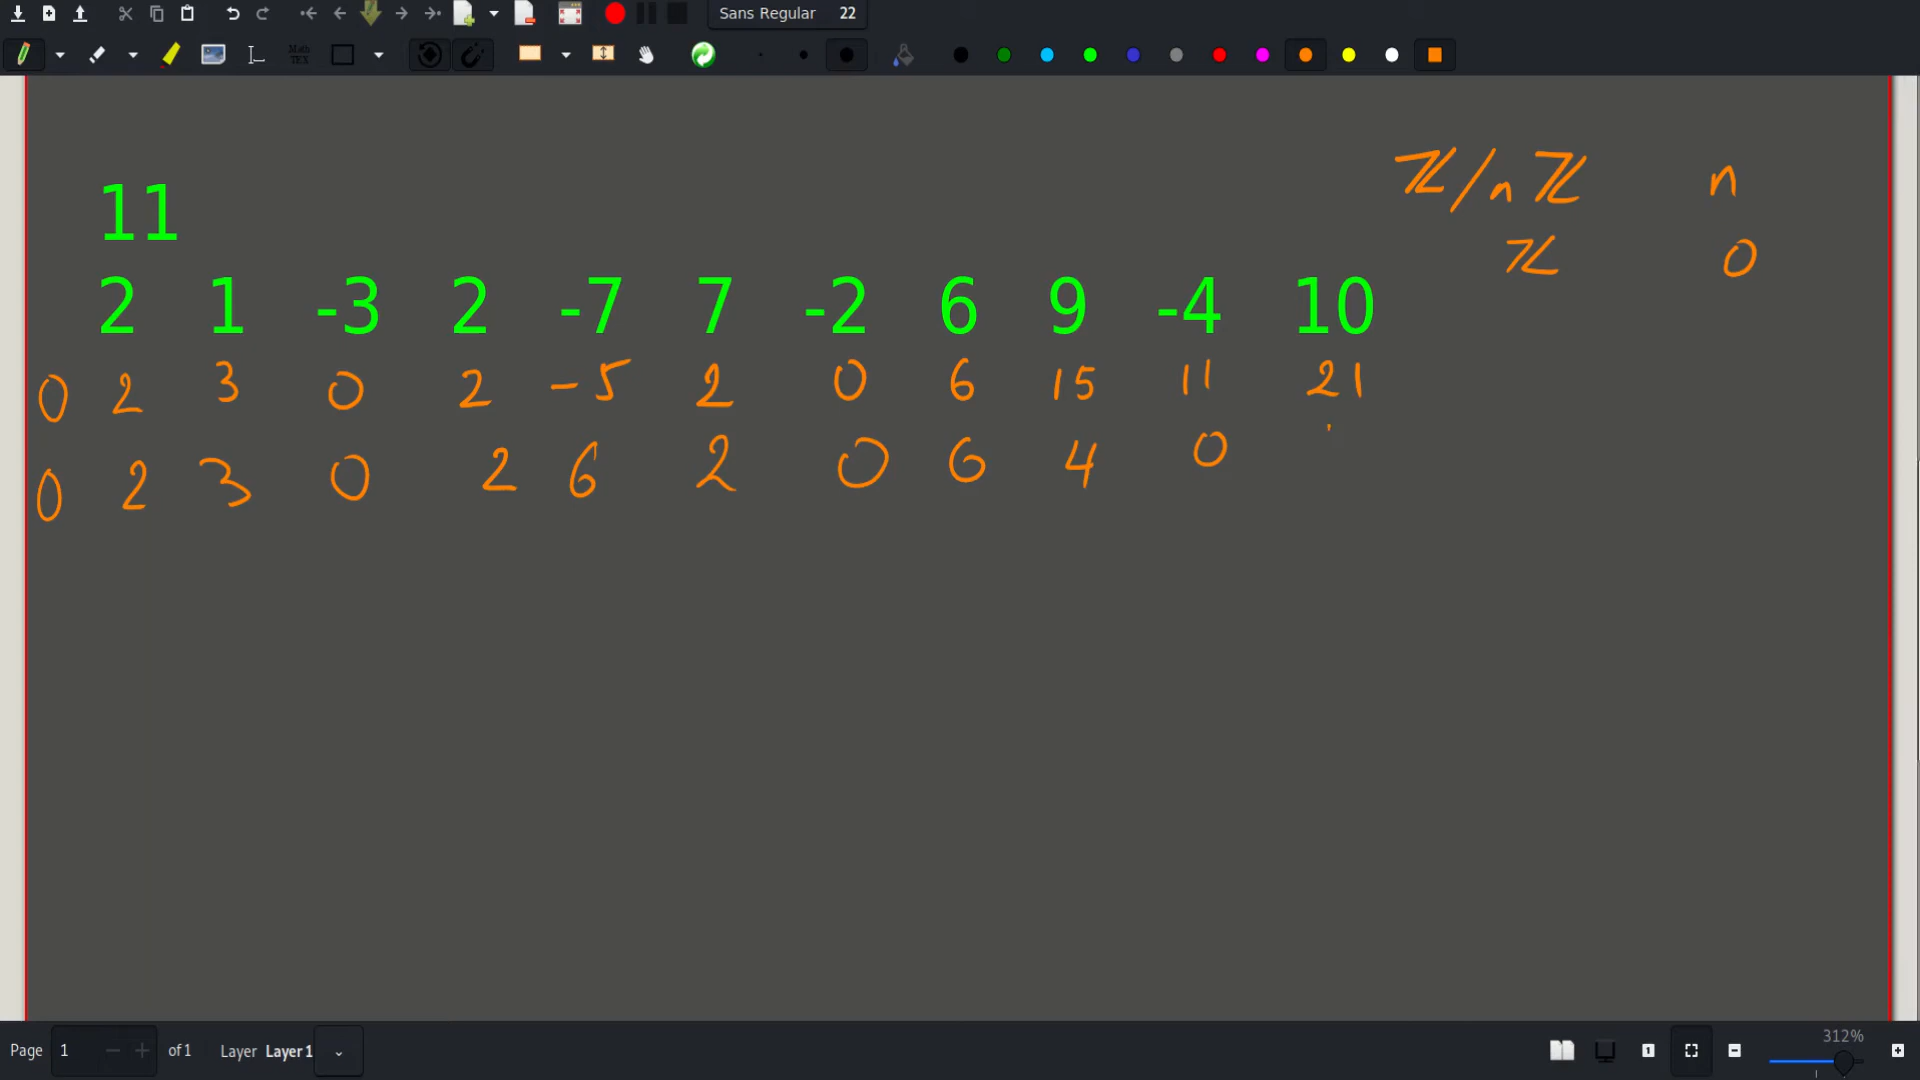 Sans Regular 22
Math TEX
ℤ/nℤ n
11
ℤ 0
2 1 -3 2 -7 7 -2 6 9 -4 10
0 2 3 0 2 -5 2 0 6 15 11 21
0 2 3 0 2 6 2 0 6 4 0
312%
Page 1 of 1 Layer Layer 1